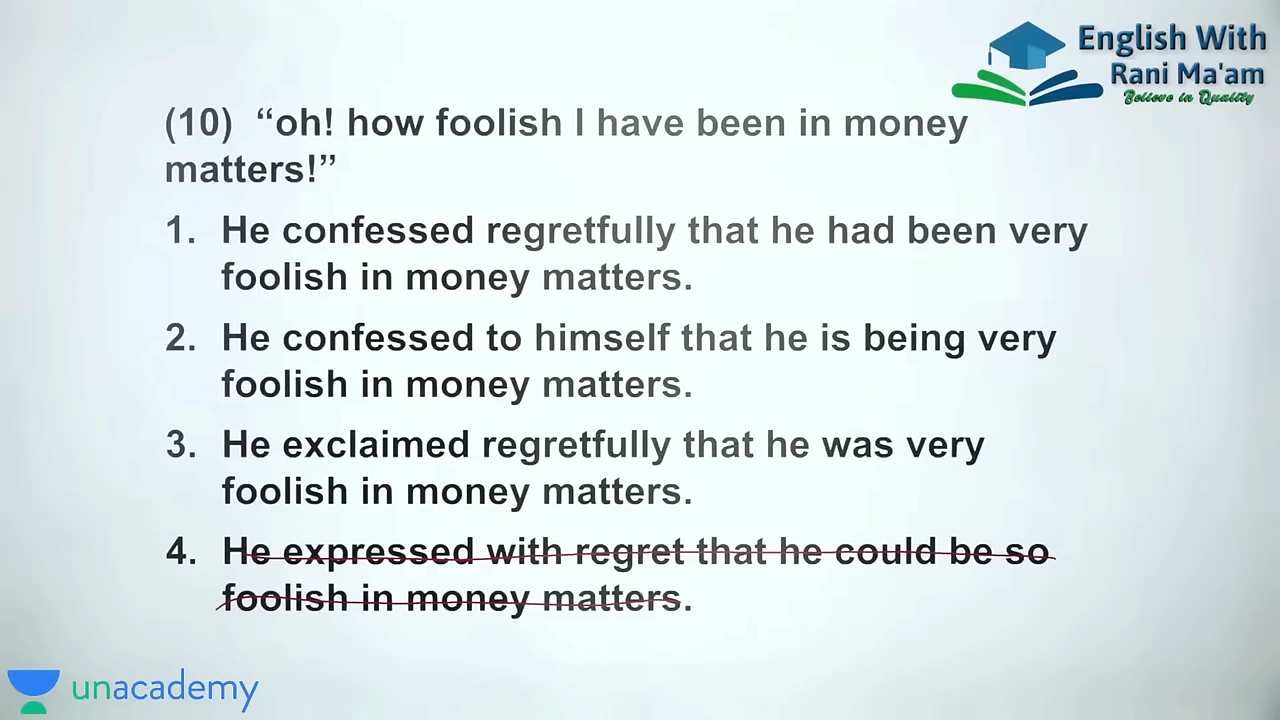 English With
Rani Ma'am
Believe in Quality
(10) “oh! how foolish I have been in money
matters!”
1. He confessed regretfully that he had been very
foolish in money matters.
2. He confessed to himself that he is being very
foolish in money matters.
3. He exclaimed regretfully that he was very
foolish in money matters.
4. He expressed with regret that he could be so
foolish in money matters.
unacademy